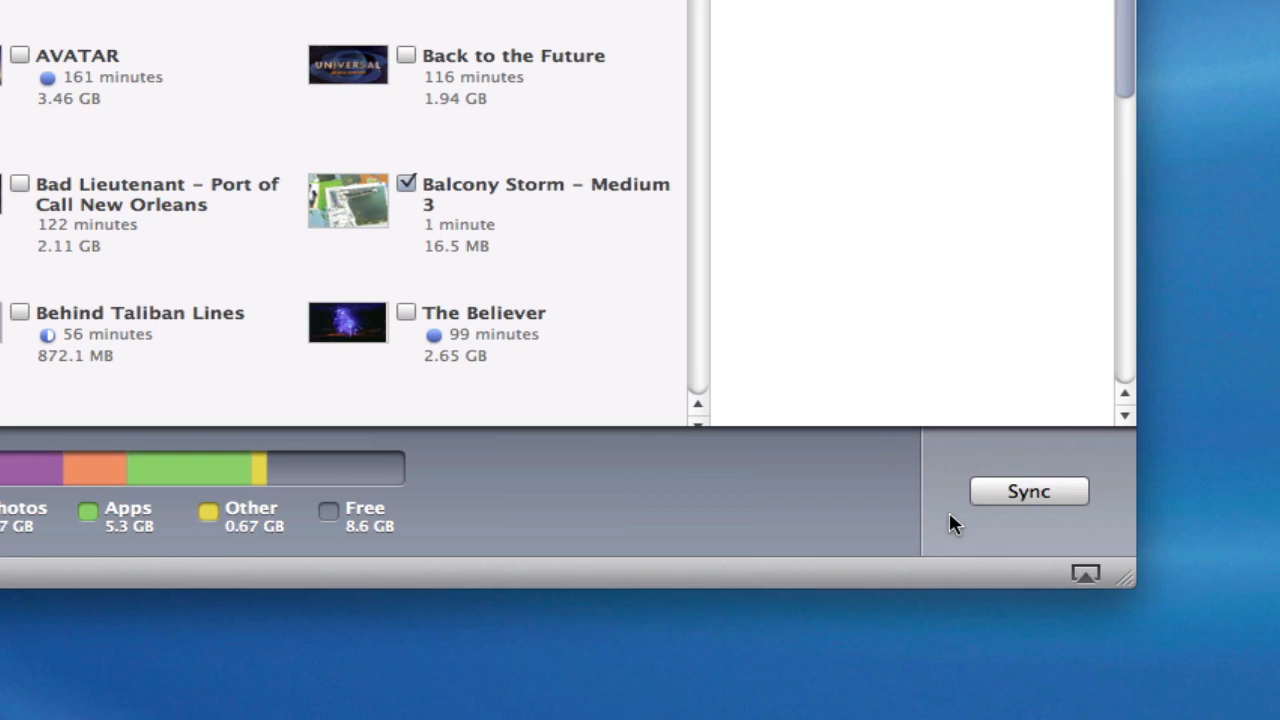 AVATAR
161 minutes
3.46 GB
UNIVERSAL
Back to the Future
116 minutes
1.94 GB
Bad Lieutenant – Port of
Call New Orleans
122 minutes
2.11 GB
Balcony Storm – Medium
3
1 minute
16.5 MB
Behind Taliban Lines
56 minutes
872.1 MB
The Believer
99 minutes
2.65 GB
hotos
7 GB
Apps
5.3 GB
Other
0.67 GB
Free
8.6 GB
Sync